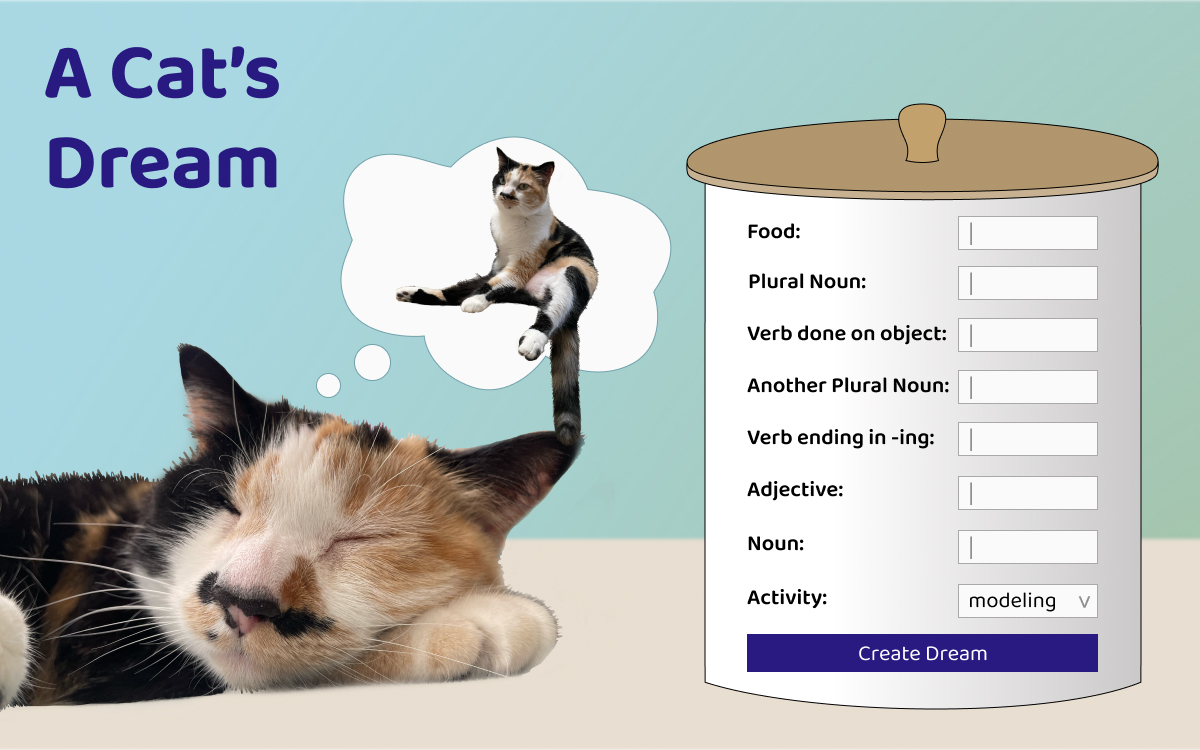 A Cat’s
Dream
Food:
Plural Noun:
Verb done on object:
Another Plural Noun:
Verb ending in -ing:
Adjective:
Noun:
Activity: modeling v
Create Dream